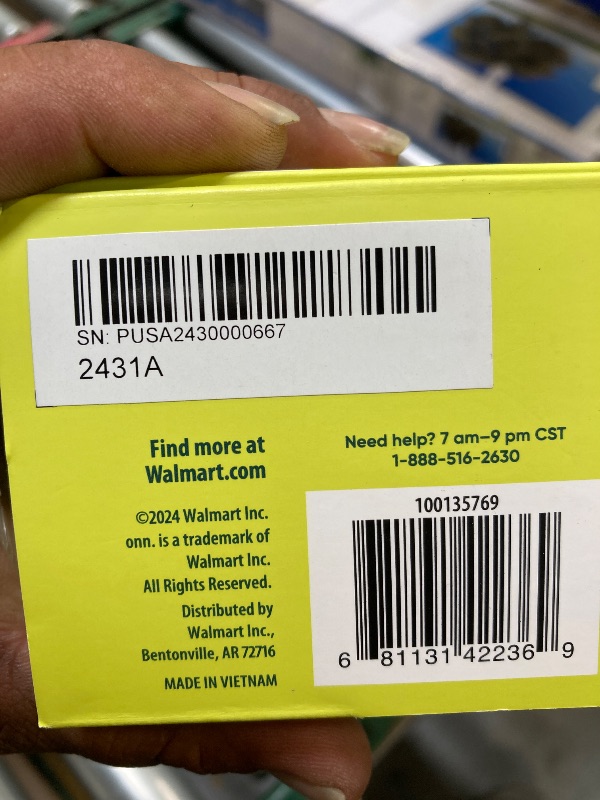 SN: PUSA2430000667
2431A
Find more at
Walmart.com
©2024 Walmart Inc.
onn. is a trademark of
Walmart Inc.
All Rights Reserved.
Distributed by
Walmart Inc.,
Bentonville, AR 72716
MADE IN VIETNAM
Need help? 7 am–9 pm CST
1-888-516-2630
100135769
6 81131 42236 9